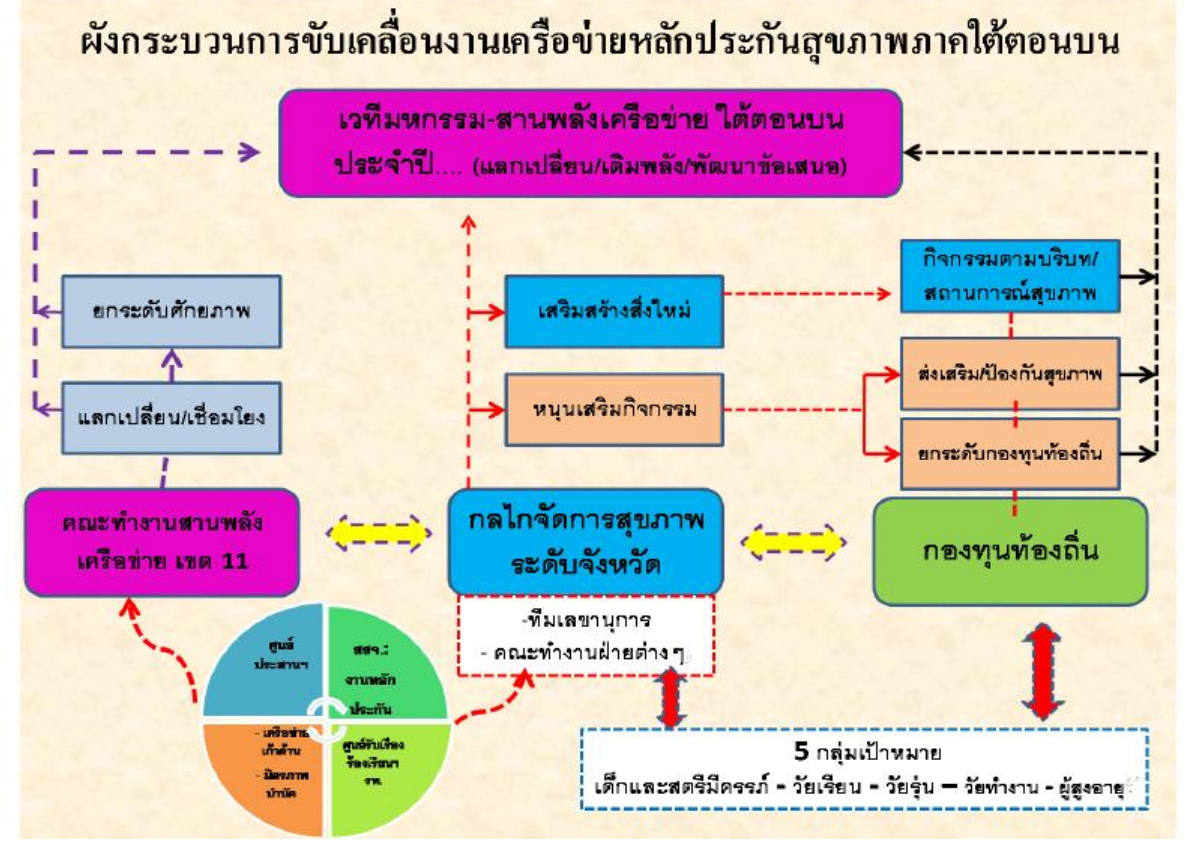 ผังกระบวนการขับเคลื่อนงานเครือข่ายหลักประกันสุขภาพภาคใต้ตอนบน
เวทีมหกรรม-สานพลังเครือข่าย ใต้ตอนบน
ประจำปี.... (แลกเปลี่ยน/เติมพลัง/พัฒนาข้อเสนอ)
กิจกรรมตามบริบท/
สถานการณ์สุขภาพ
ยกระดับศักยภาพ
เสริมสร้างสิ่งใหม่
ส่งเสริม/ป้องกันสุขภาพ
แลกเปลี่ยน/เชื่อมโยง
หนุนเสริมกิจกรรม
ยกระดับกองทุนท้องถิ่น
คณะทำงานสานพลัง
เครือข่าย เขต 11
กลไกจัดการสุขภาพ
ระดับจังหวัด
กองทุนท้องถิ่น
-ทีมเลขานุการ
- คณะทำงานฝ่ายต่างๆ
ศูนย์
ประสานฯ
สสจ.:
งานหลัก
ประกัน
- เครือข่าย
เก้าด้าน
- มิตรภาพ
บำบัด
ศูนย์รับเรื่อง
ร้องเรียนฯ
รพ.
5 กลุ่มเป้าหมาย
เด็กและสตรีมีครรภ์ - วัยเรียน - วัยรุ่น – วัยทำงาน - ผู้สูงอายุ